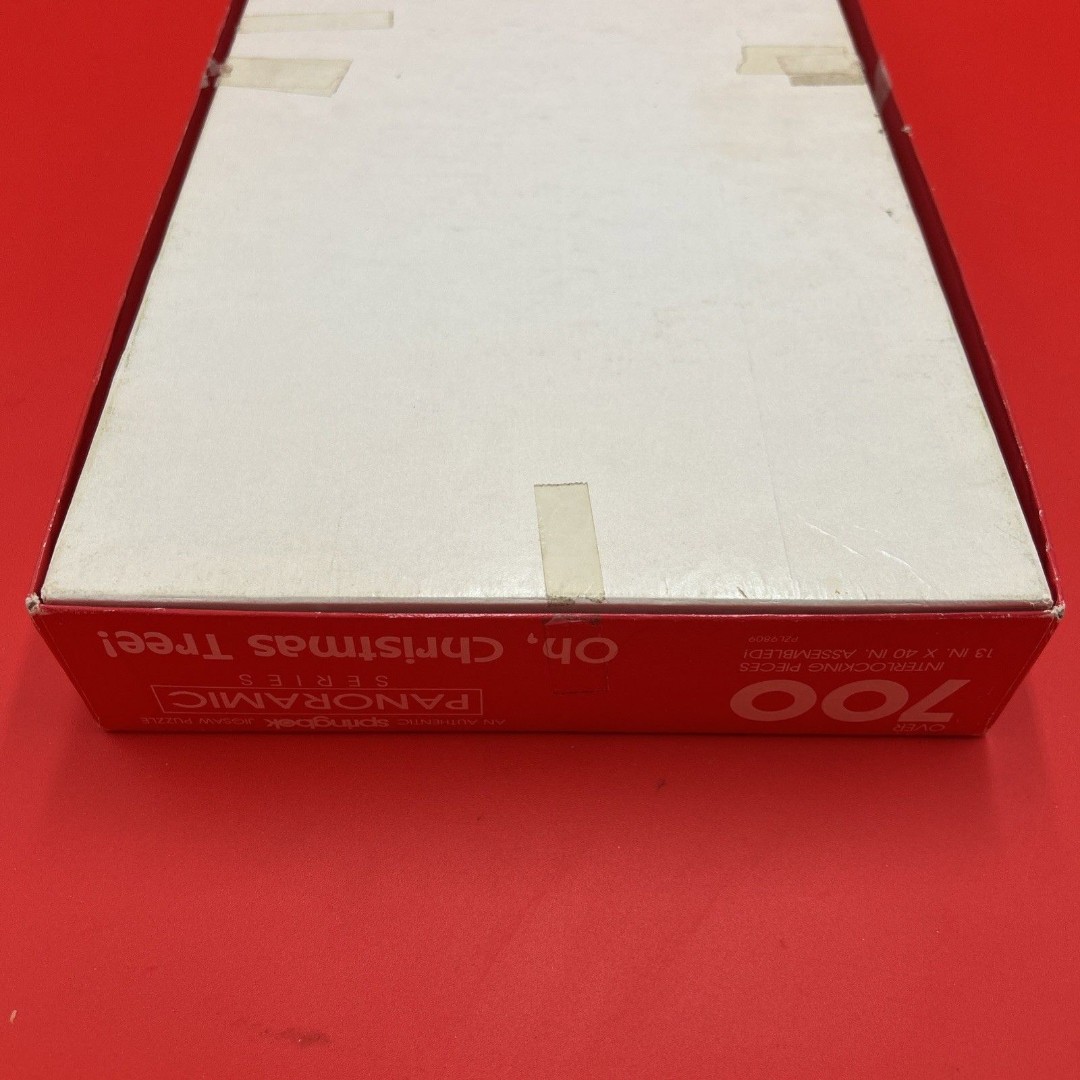 OVER
700
INTERLOCKING PIECES
13 IN. X 40 IN. ASSEMBLED!
PZL9809
AN AUTHENTIC springbok JIGSAW PUZZLE
PANORAMIC
SERIES
Oh, Christmas Tree!